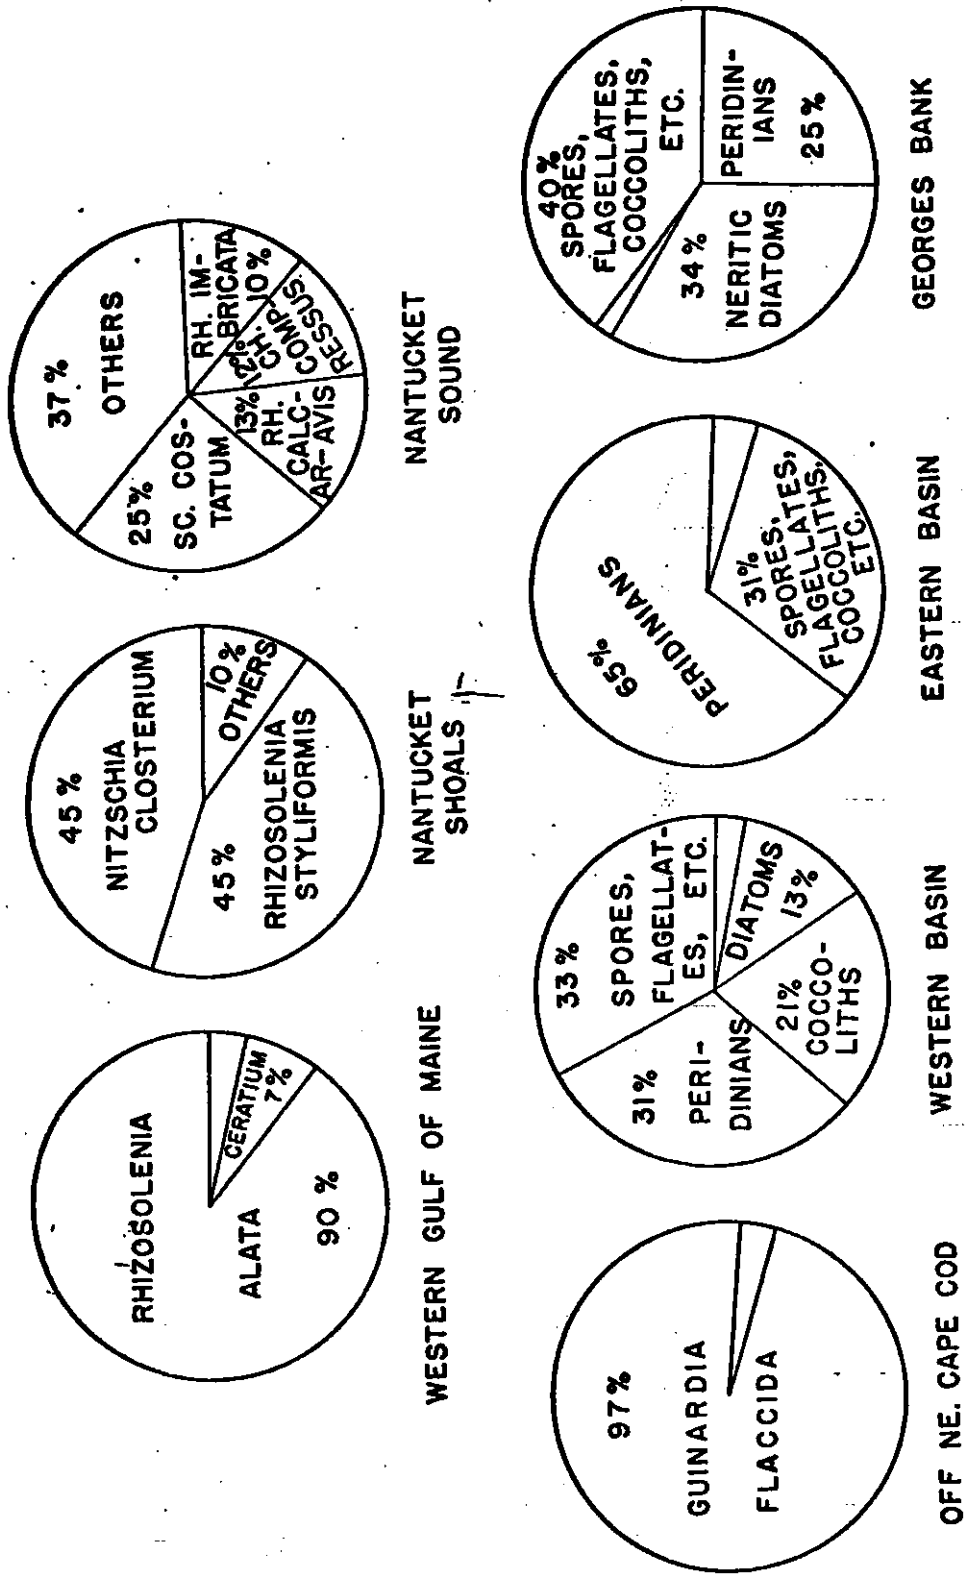 RHIZOSOLENIA
ALATA
90 %
CERATIUM
7%
WESTERN GULF OF MAINE
45 %
NITZSCHIA
CLOSTERIUM
10%
OTHERS
45%
RHIZOSOLENIA
STYLIFORMIS
NANTUCKET
SHOALS
37 %
OTHERS
RH. IM-
BRICATA
10%
12%
CH.
COMP-
RESSUS
13%
RH.
CALC-
AR-AVIS
25%
SC. COS-
TATUM
NANTUCKET
SOUND
97%
GUINARDIA
FLACCIDA
OFF NE. CAPE COD
33%
SPORES,
FLAGELLAT-
ES, ETC.
DIATOMS
13%
21%
COCCO-
LITHS
31%
PERI-
DINIANS
WESTERN BASIN
65%
PERIDINIANS
31%
SPORES,
FLAGELLATES,
COCCOLITHS,
ETC.
EASTERN BASIN
40%
SPORES,
FLAGELLATES,
COCCOLITHS,
ETC.
PERIDIN-
IANS
25%
34%
NERITIC
DIATOMS
GEORGES BANK